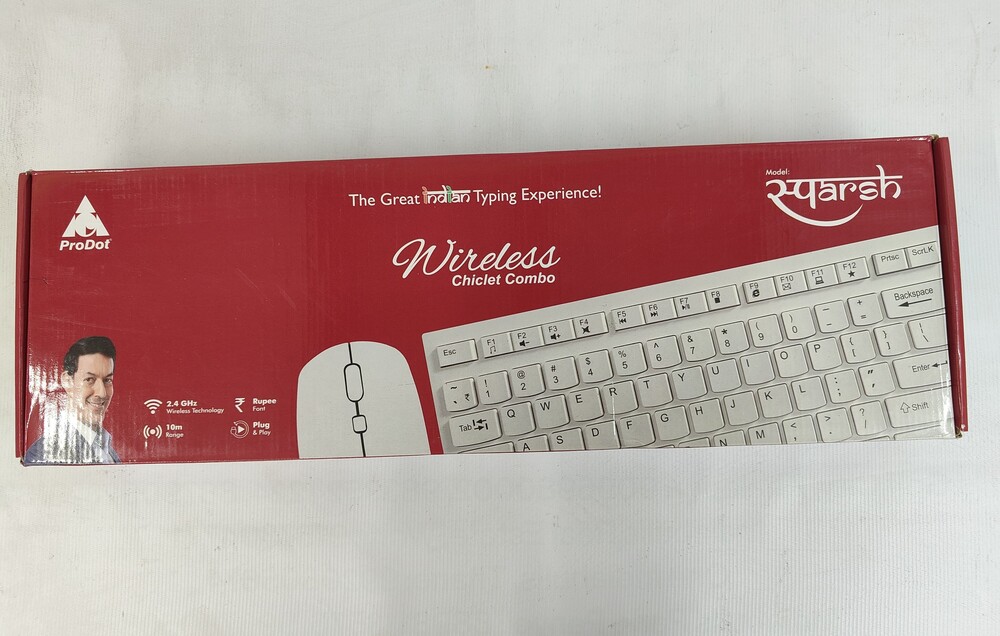 ProDot
The Great Indian Typing Experience!
Model:
स्पarsh
Wireless
Chiclet Combo
2.4 GHz
Wireless Technology
₹ Rupee
Font
10m
Range
Plug
& Play
Esc F1 F2 F3 F4 F5 F6 F7 F8 F9 F10 F11 F12 Prtsc ScrLK
~ ! @ # $ % ^ & * ( ) _ + Backspace
` ₹ 1 2 3 4 5 6 7 8 9 0 - =
Tab Q W E R T Y U I O P { } |
[ ] \
A S D F G H J K L : " Enter
; '
N M < > ? Shift
, . /